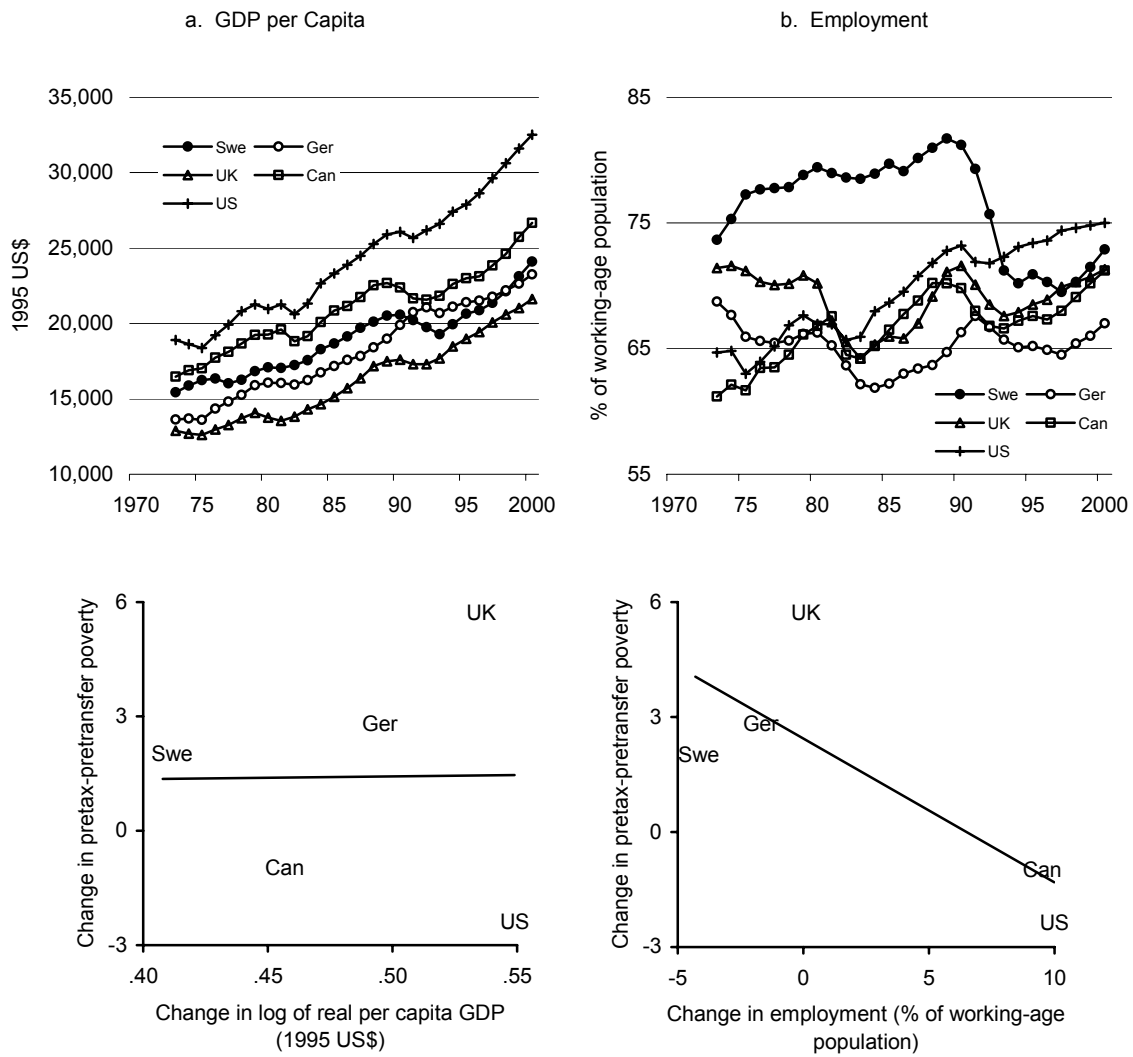 a. GDP per Capita
35,000
30,000
25,000
20,000
15,000
10,000
1995 US$
Swe
Ger
UK
Can
US
1970 75 80 85 90 95 2000
b. Employment
85
75
65
55
% of working-age population
Swe
Ger
UK
Can
US
1970 75 80 85 90 95 2000
6
3
0
-3
Change in pretax-pretransfer poverty
UK
Ger
Swe
Can
US
.40 .45 .50 .55
Change in log of real per capita GDP
(1995 US$)
6
3
0
-3
Change in pretax-pretransfer poverty
UK
Ger
Swe
Can
US
-5 0 5 10
Change in employment (% of working-age
population)